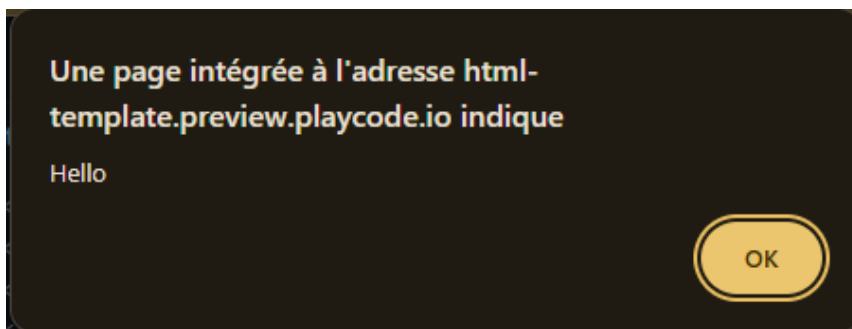 Une page intégrée à l'adresse html-
template.preview.playcode.io indique
Hello
OK